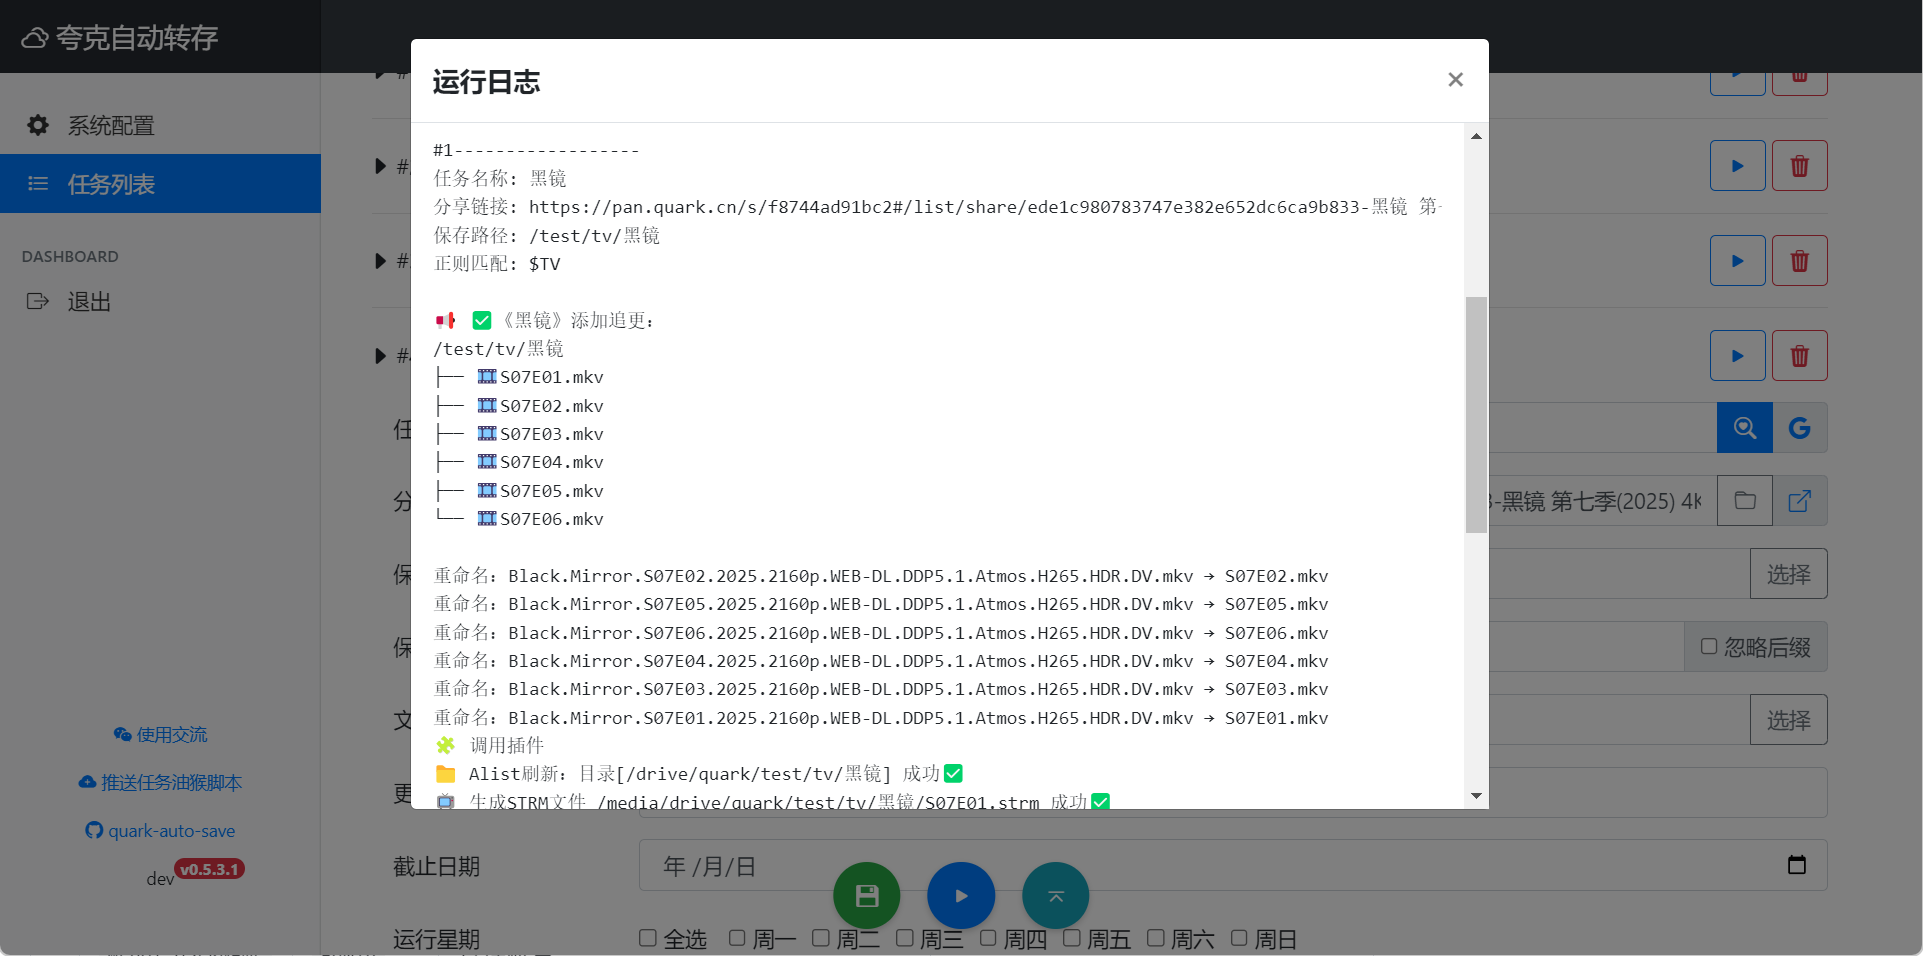 夸克自动转存
系统配置
任务列表
DASHBOARD
退出
使用交流
推送任务油猴脚本
quark-auto-save
dev v0.5.3.1
运行日志
×
#1------------------
任务名称: 黑镜
分享链接: https://pan.quark.cn/s/f8744ad91bc2#/list/share/ede1c980783747e382e652dc6ca9b833-黑镜 第
保存路径: /test/tv/黑镜
正则匹配: $TV
📢 ✅《黑镜》添加追更：
/test/tv/黑镜
├── 🎞️S07E01.mkv
├── 🎞️S07E02.mkv
├── 🎞️S07E03.mkv
├── 🎞️S07E04.mkv
├── 🎞️S07E05.mkv
└── 🎞️S07E06.mkv
重命名：Black.Mirror.S07E02.2025.2160p.WEB-DL.DDP5.1.Atmos.H265.HDR.DV.mkv → S07E02.mkv
重命名：Black.Mirror.S07E05.2025.2160p.WEB-DL.DDP5.1.Atmos.H265.HDR.DV.mkv → S07E05.mkv
重命名：Black.Mirror.S07E06.2025.2160p.WEB-DL.DDP5.1.Atmos.H265.HDR.DV.mkv → S07E06.mkv
重命名：Black.Mirror.S07E04.2025.2160p.WEB-DL.DDP5.1.Atmos.H265.HDR.DV.mkv → S07E04.mkv
重命名：Black.Mirror.S07E03.2025.2160p.WEB-DL.DDP5.1.Atmos.H265.HDR.DV.mkv → S07E03.mkv
重命名：Black.Mirror.S07E01.2025.2160p.WEB-DL.DDP5.1.Atmos.H265.HDR.DV.mkv → S07E01.mkv
🧩 调用插件
📁 Alist刷新：目录[/drive/quark/test/tv/黑镜] 成功✅
📺 生成STRM文件 /media/drive/quark/test/tv/黑镜/S07E01.strm 成功✅
#
#
#
任
分
-黑镜 第七季(2025) 4K
保
选择
保
忽略后缀
文
选择
更
截止日期
年 /月/日
运行星期
全选 周一 周二 周三 周四 周五 周六 周日